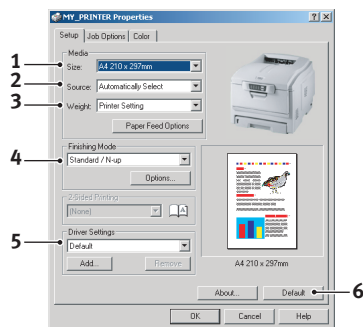 MY_PRINTER Properties
Setup Job Options Color
Media
1 Size: A4 210 x 297mm
2 Source: Automatically Select
3 Weight: Printer Setting
Paper Feed Options
Finishing Mode
4 Standard / N-up
Options...
2-Sided Printing
(None)
Driver Settings
5 Default
Add... Remove
A4 210 x 297mm
6
About... Default
OK Cancel Help